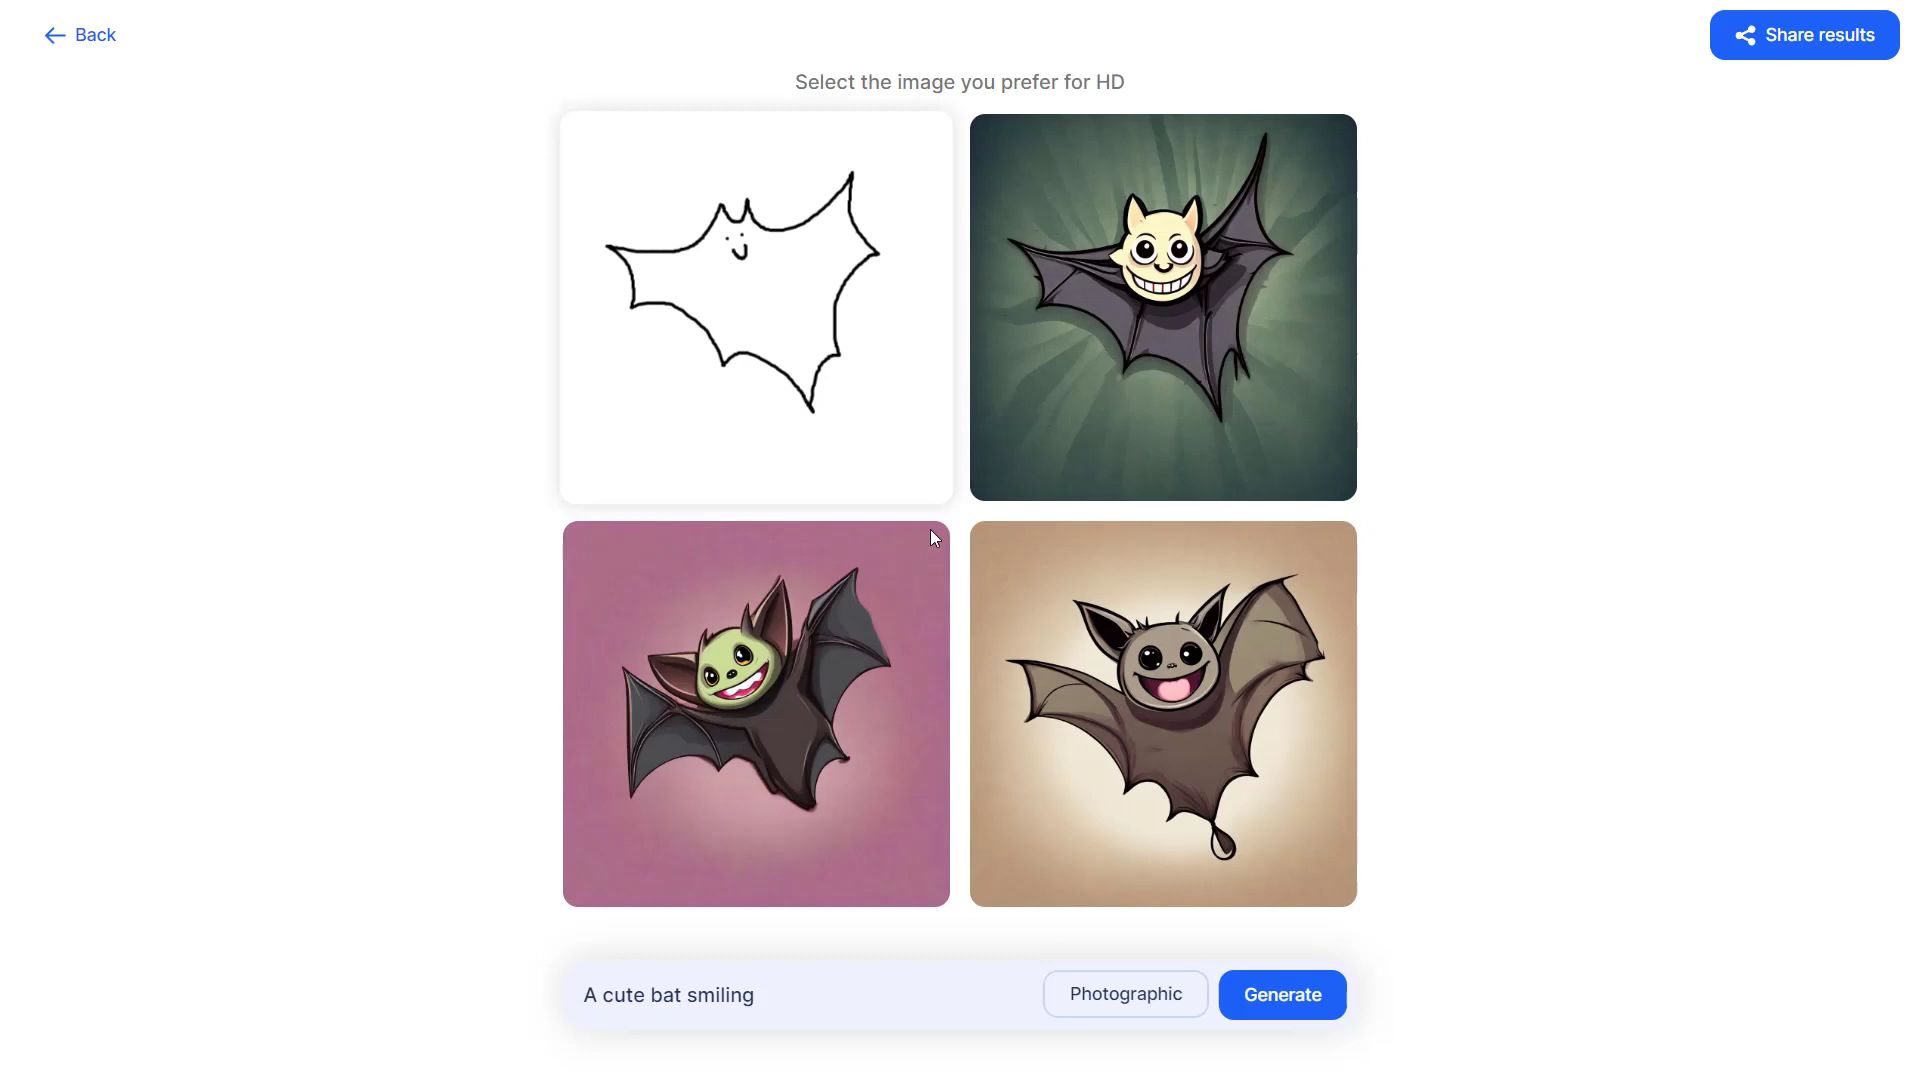 Back
Share results
Select the image you prefer for HD
A cute bat smiling
Photographic
Generate